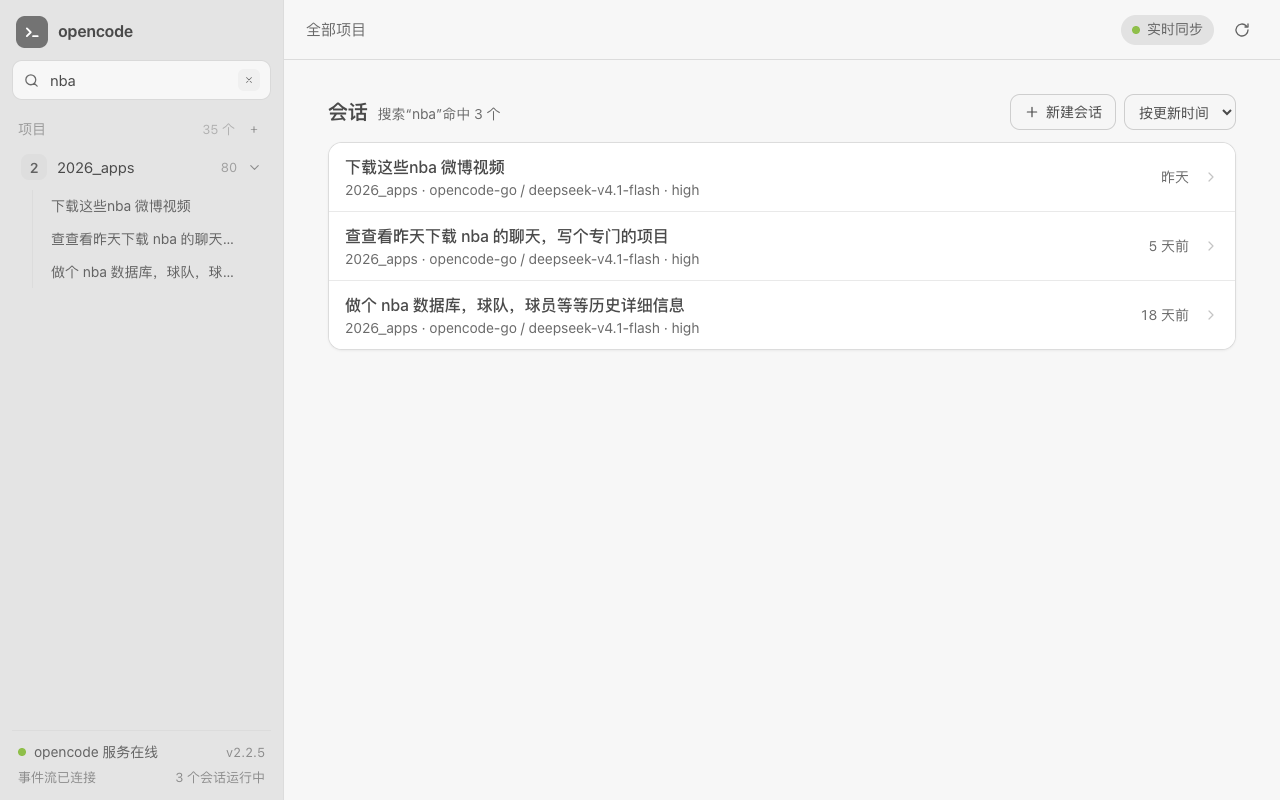 opencode
nba
项目 35 个 +
2 2026_apps 80
下载这些nba 微博视频
查查看昨天下载 nba 的聊天...
做个 nba 数据库，球队，球...
opencode 服务在线 v2.2.5
事件流已连接 3 个会话运行中
全部项目 实时同步
会话 搜索“nba”命中 3 个 + 新建会话 按更新时间
下载这些nba 微博视频
2026_apps · opencode-go / deepseek-v4.1-flash · high 昨天
查查看昨天下载 nba 的聊天，写个专门的项目
2026_apps · opencode-go / deepseek-v4.1-flash · high 5 天前
做个 nba 数据库，球队，球员等等历史详细信息
2026_apps · opencode-go / deepseek-v4.1-flash · high 18 天前